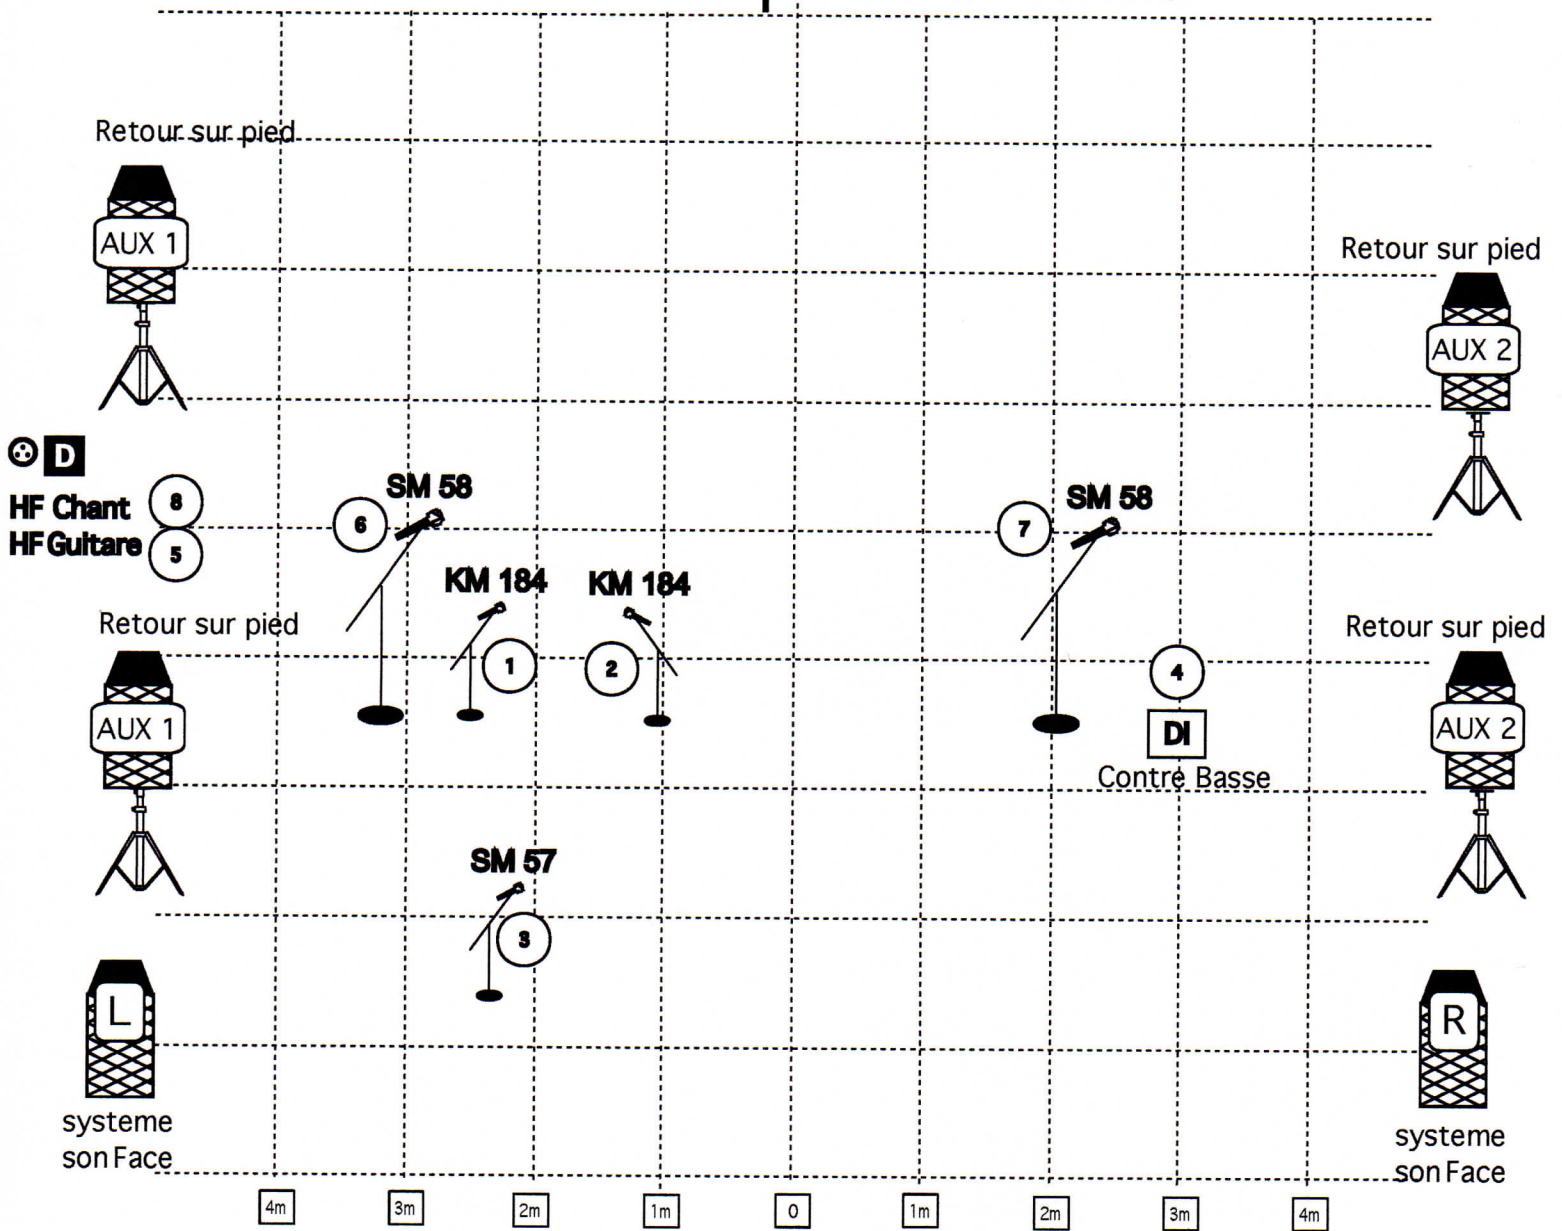 Retour sur pied
AUX 1
Retour sur pied
AUX 2
D
HF Chant
8
HF Guitare
5
6
SM 58
7
SM 58
KM 184
KM 184
Retour sur pied
AUX 1
1
2
4
DI
Contre Basse
Retour sur pied
AUX 2
SM 57
3
L
systeme
son Face
R
systeme
son Face
4m
3m
2m
1m
0
1m
2m
3m
4m